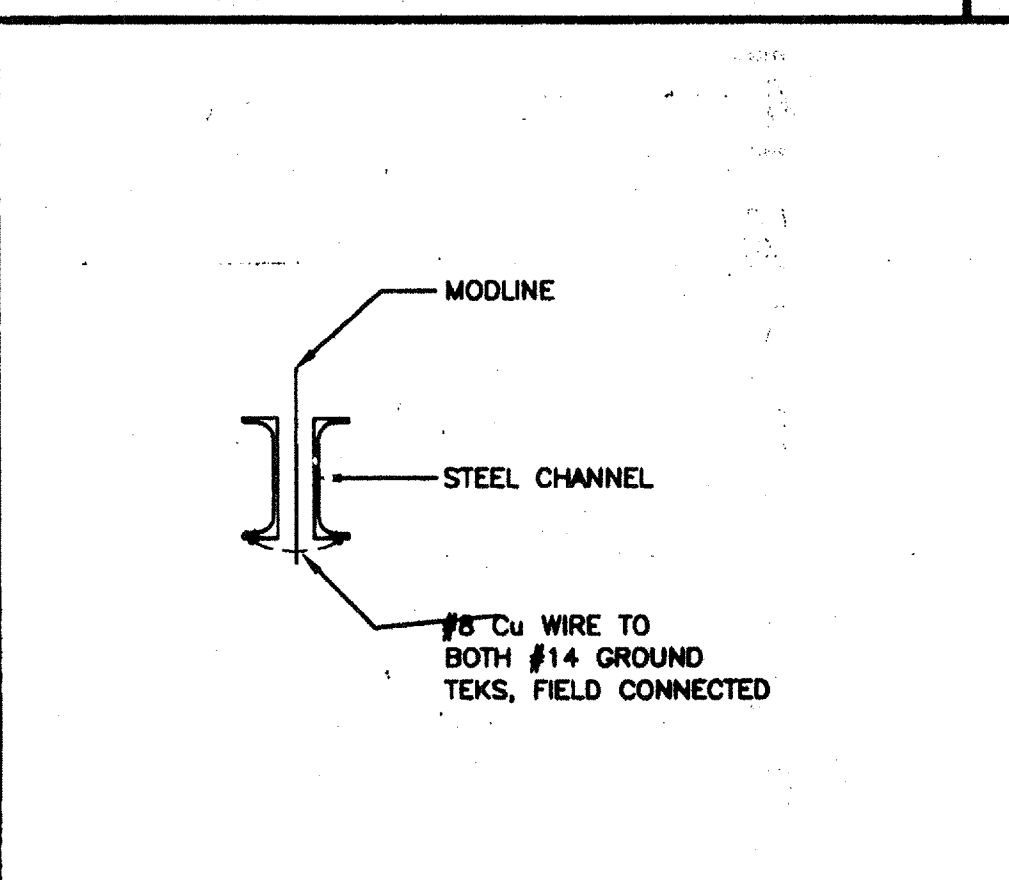 MODLINE
STEEL CHANNEL
#8 Cu WIRE TO
BOTH #14 GROUND
TEKS, FIELD CONNECTED